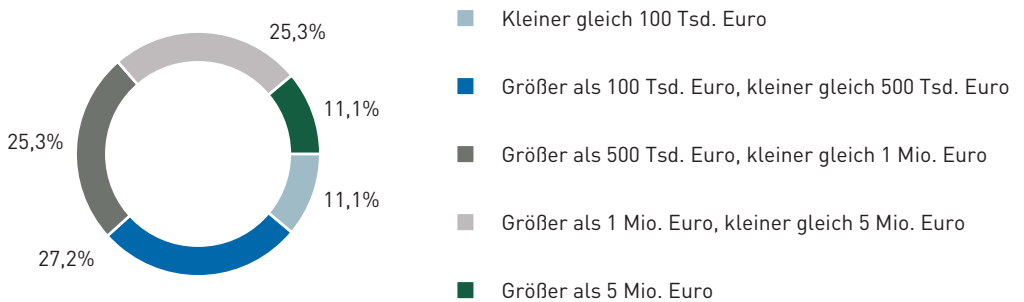 25,3%
11,1%
25,3%
11,1%
27,2%
Kleiner gleich 100 Tsd. Euro
Größer als 100 Tsd. Euro, kleiner gleich 500 Tsd. Euro
Größer als 500 Tsd. Euro, kleiner gleich 1 Mio. Euro
Größer als 1 Mio. Euro, kleiner gleich 5 Mio. Euro
Größer als 5 Mio. Euro